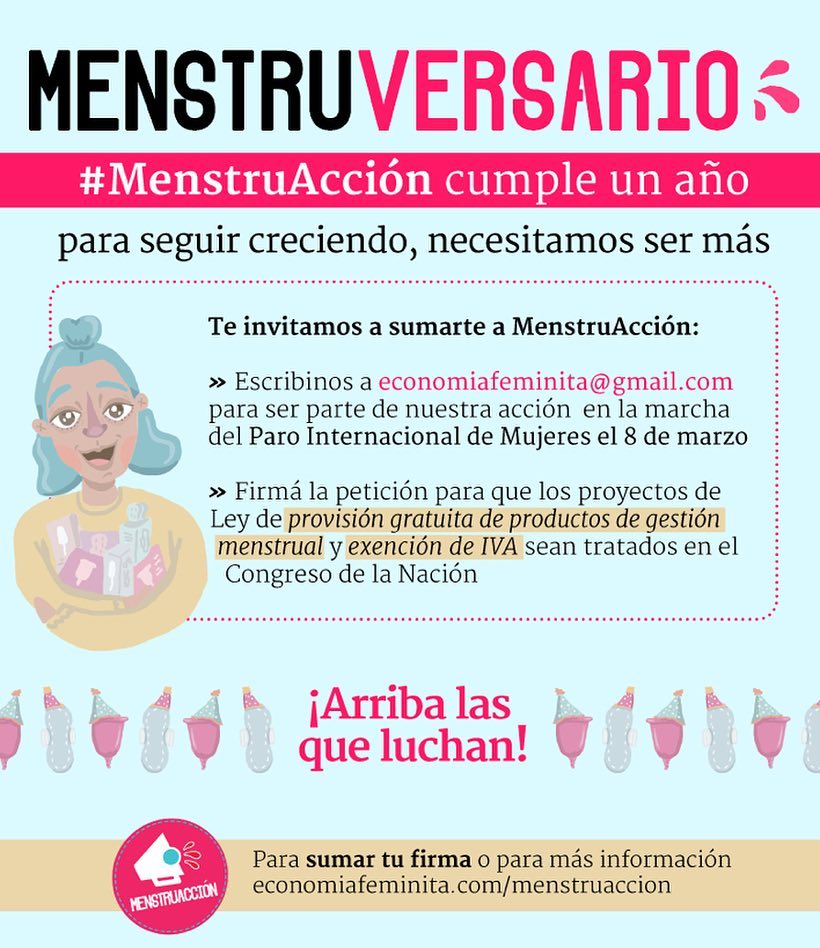 MENSTRUVERSARIO
#MenstruAcción cumple un año
para seguir creciendo, necesitamos ser más
Te invitamos a sumarte a MenstruAcción:
» Escribinos a economiafeminita@gmail.com
para ser parte de nuestra acción en la marcha
del Paro Internacional de Mujeres el 8 de marzo
» Firmá la petición para que los proyectos de
Ley de provisión gratuita de productos de gestión
menstrual y exención de IVA sean tratados en el
Congreso de la Nación
¡Arriba las
que luchan!
MENSTRUACCIÓN
Para sumar tu firma o para más información
economiafeminita.com/menstruaccion